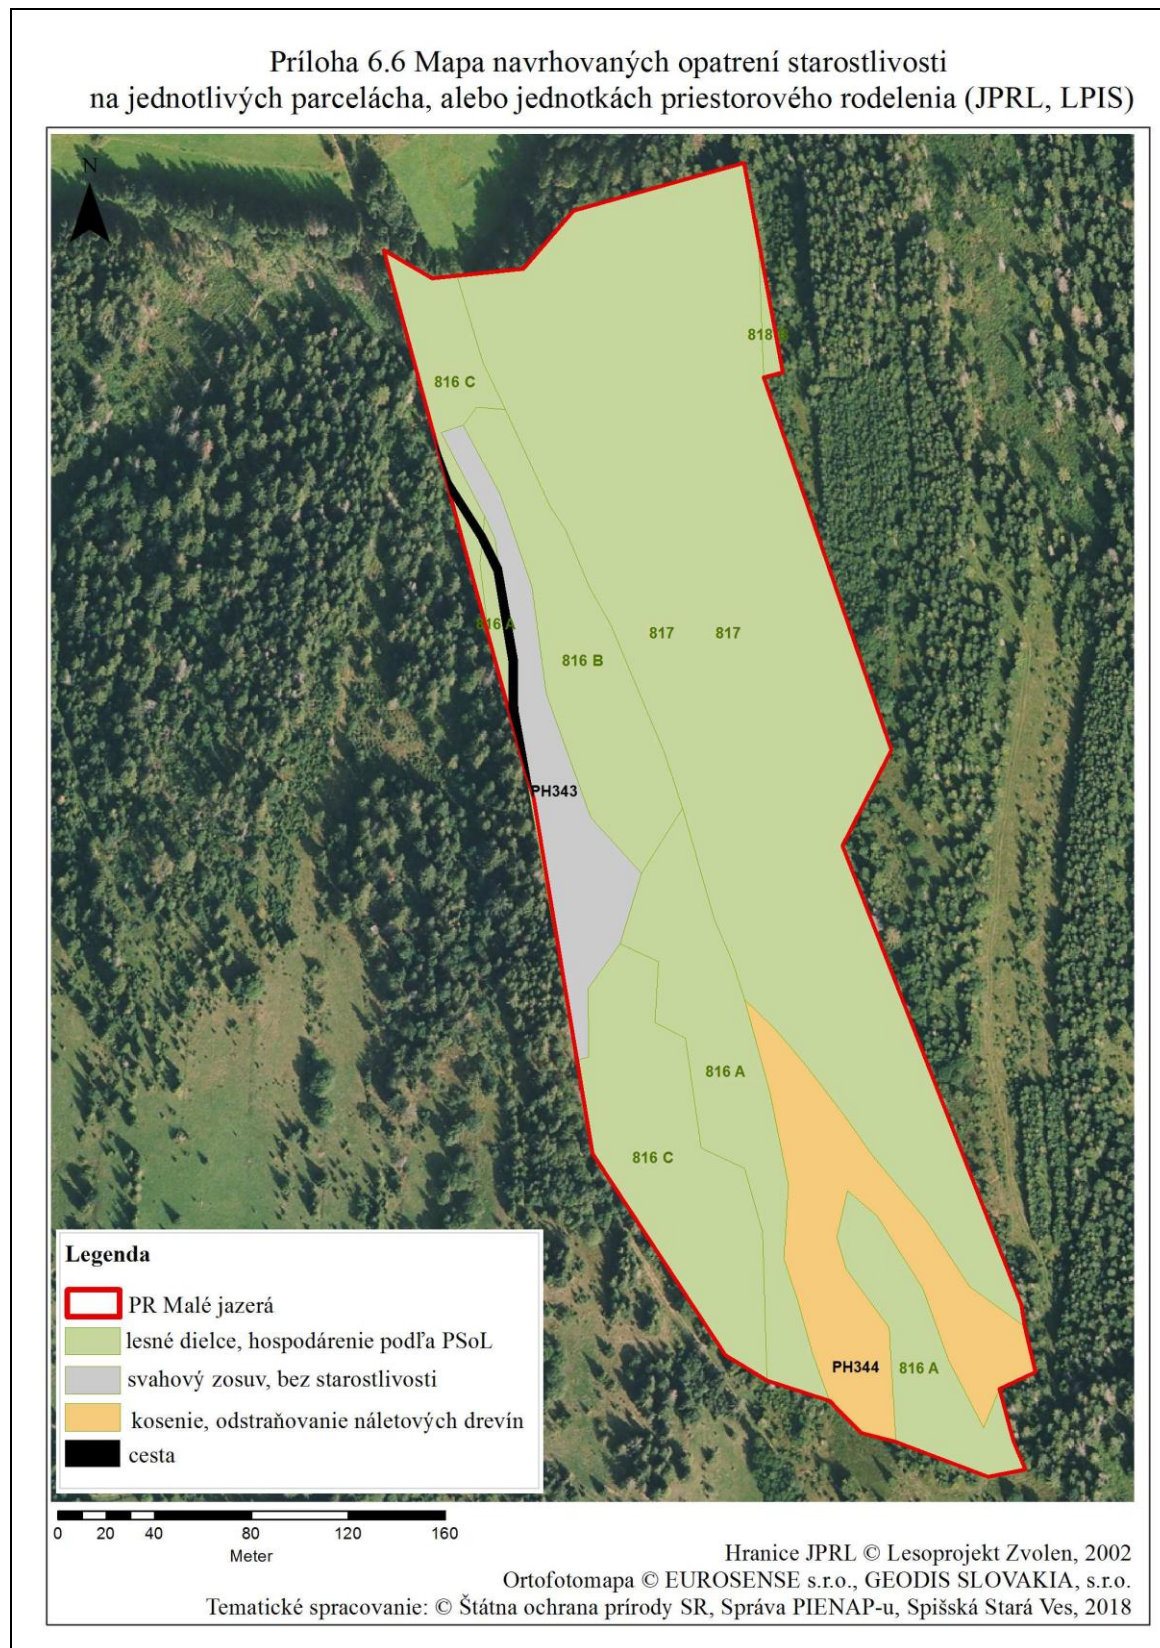 Príloha 6.6 Mapa navrhovaných opatrení starostlivosti
na jednotlivých parcelácha, alebo jednotkách priestorového rodelenia (JPRL, LPIS)
N
818
816 C
817 817
816 A
816 B
PH343
816 A
816 C
PH344
816 A
Legenda
PR Malé jazerá
lesné dielce, hospodárenie podľa PSoL
svahový zosuv, bez starostlivosti
kosenie, odstraňovanie náletových drevín
cesta
0 20 40 80 120 160
Meter
Hranice JPRL © Lesoprojekt Zvolen, 2002
Ortofotomapa © EUROSENSE s.r.o., GEODIS SLOVAKIA, s.r.o.
Tematické spracovanie: © Štátna ochrana prírody SR, Správa PIENAP-u, Spišská Stará Ves, 2018